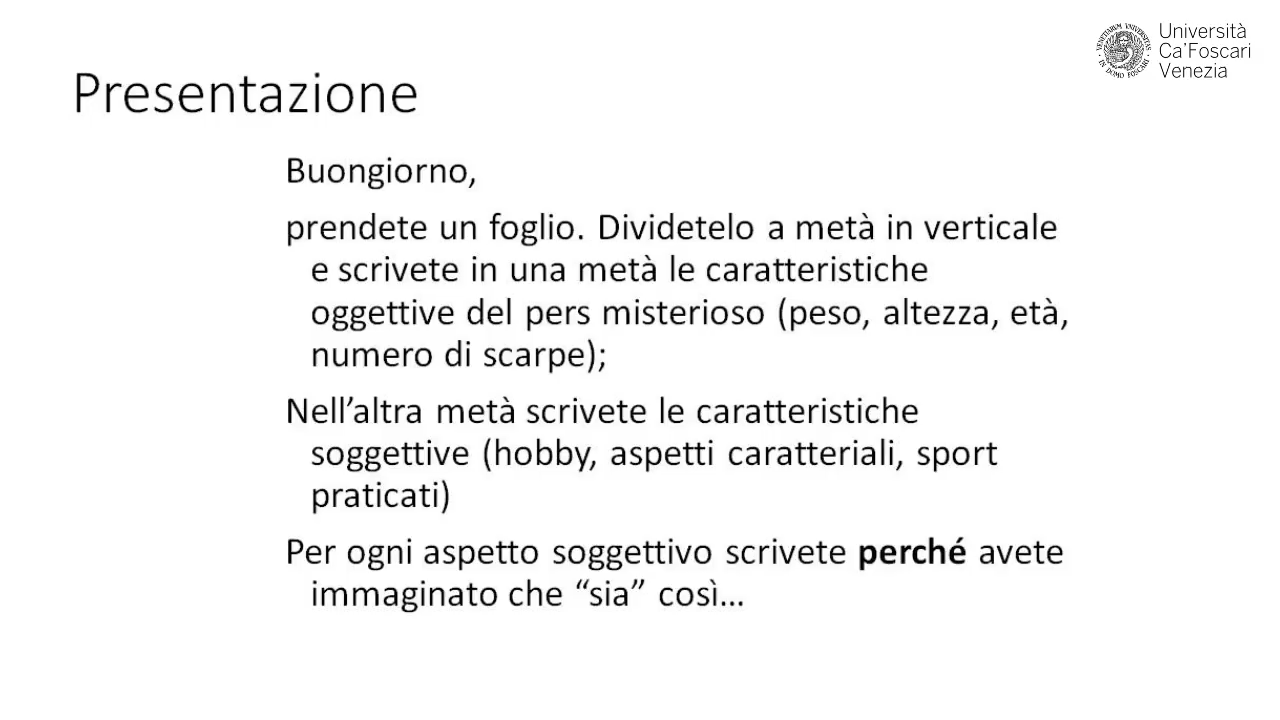 Università
Ca'Foscari
Venezia
Presentazione
Buongiorno,
prendete un foglio. Dividetelo a metà in verticale
e scrivete in una metà le caratteristiche
oggettive del pers misterioso (peso, altezza, età,
numero di scarpe);
Nell’altra metà scrivete le caratteristiche
soggettive (hobby, aspetti caratteriali, sport
praticati)
Per ogni aspetto soggettivo scrivete perché avete
immaginato che “sia” così…